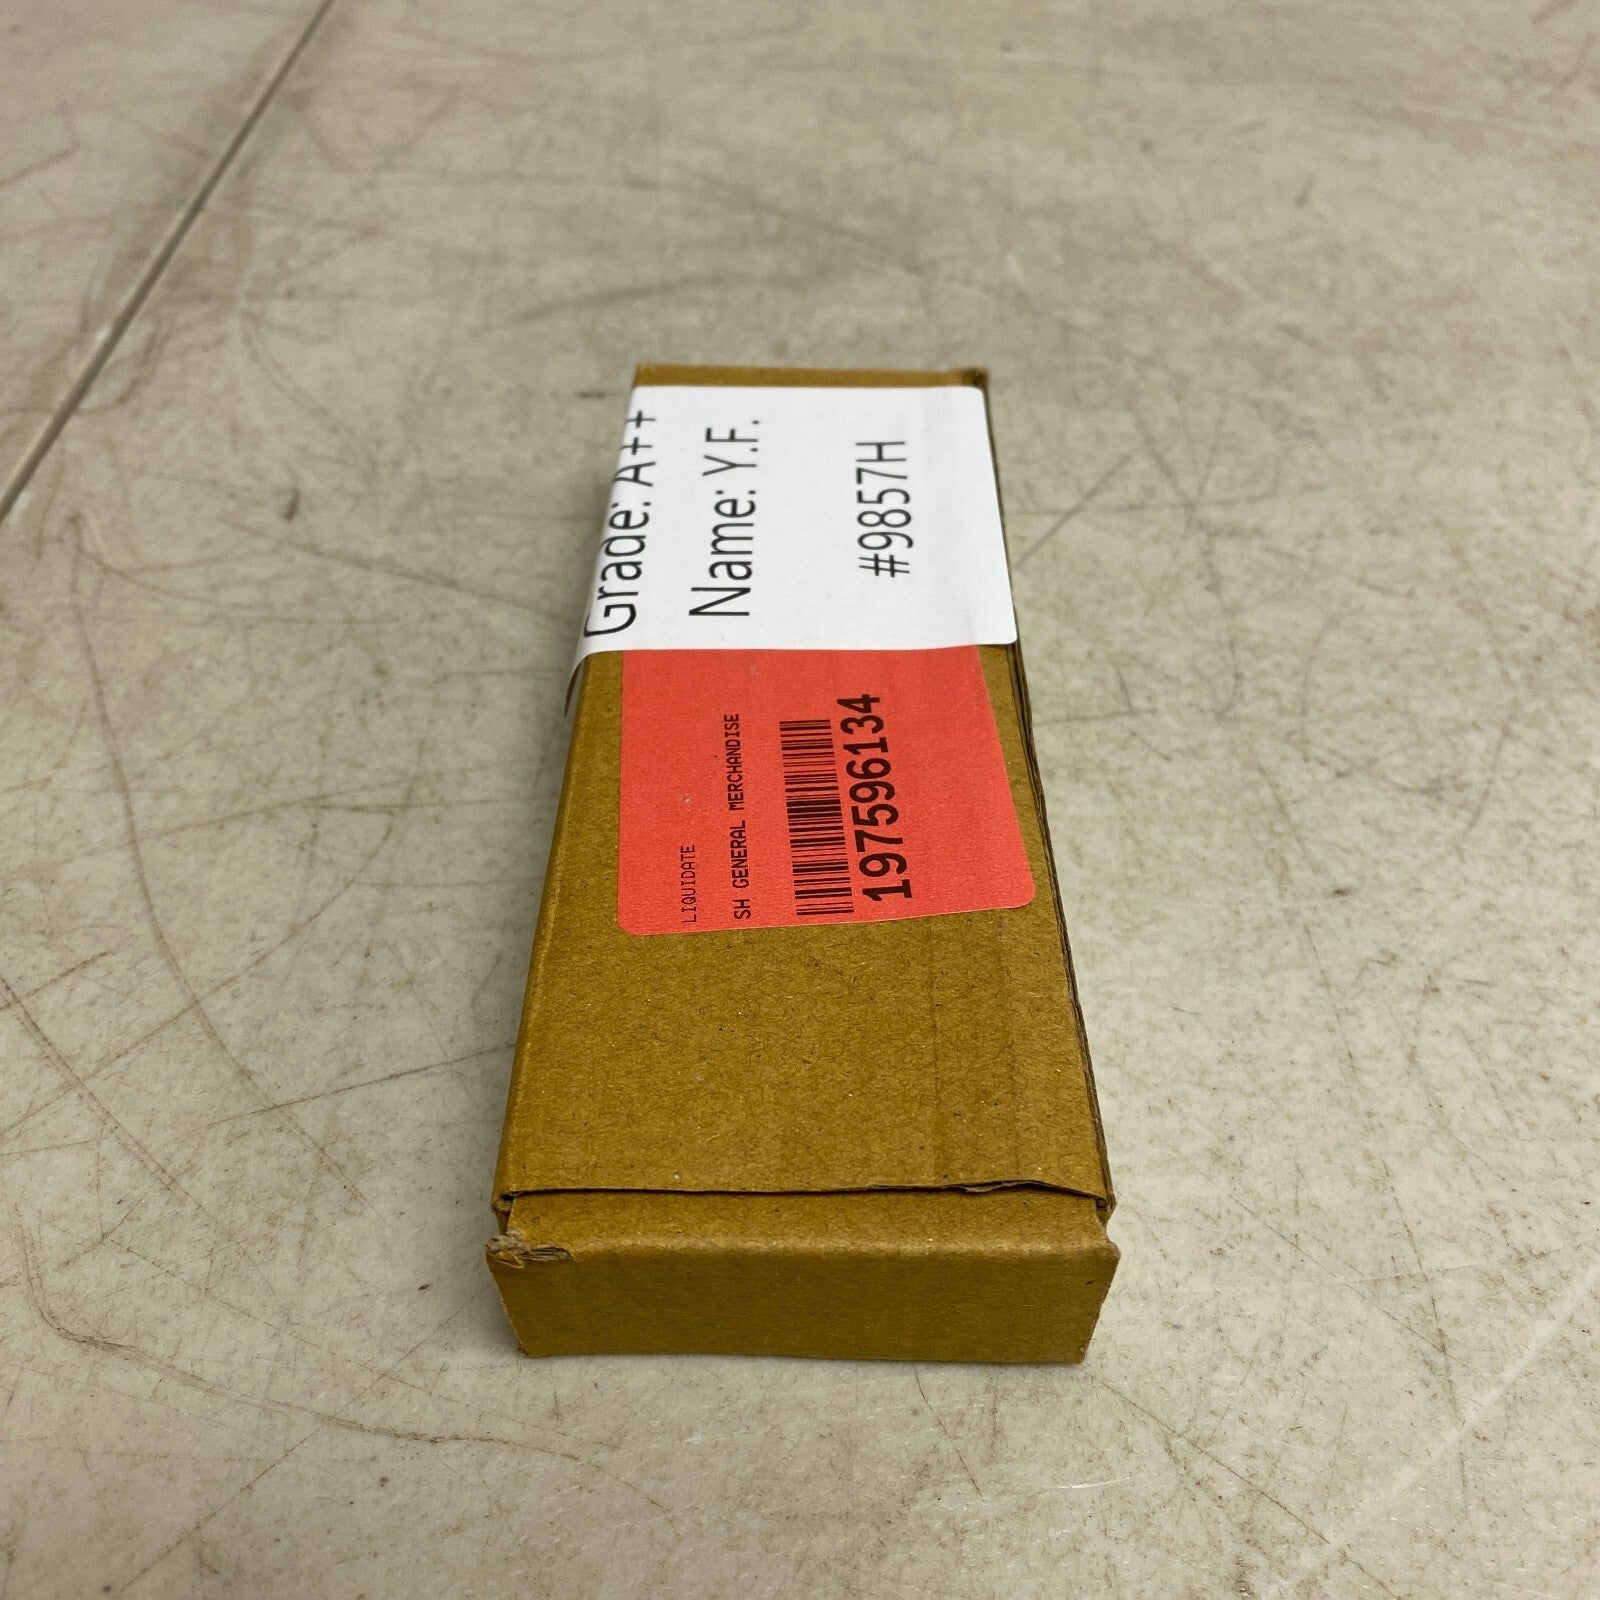 Grade: A++
Name: Y.F.
#9857H
LIQUIDATE
SH GENERAL MERCHANDISE
197596134